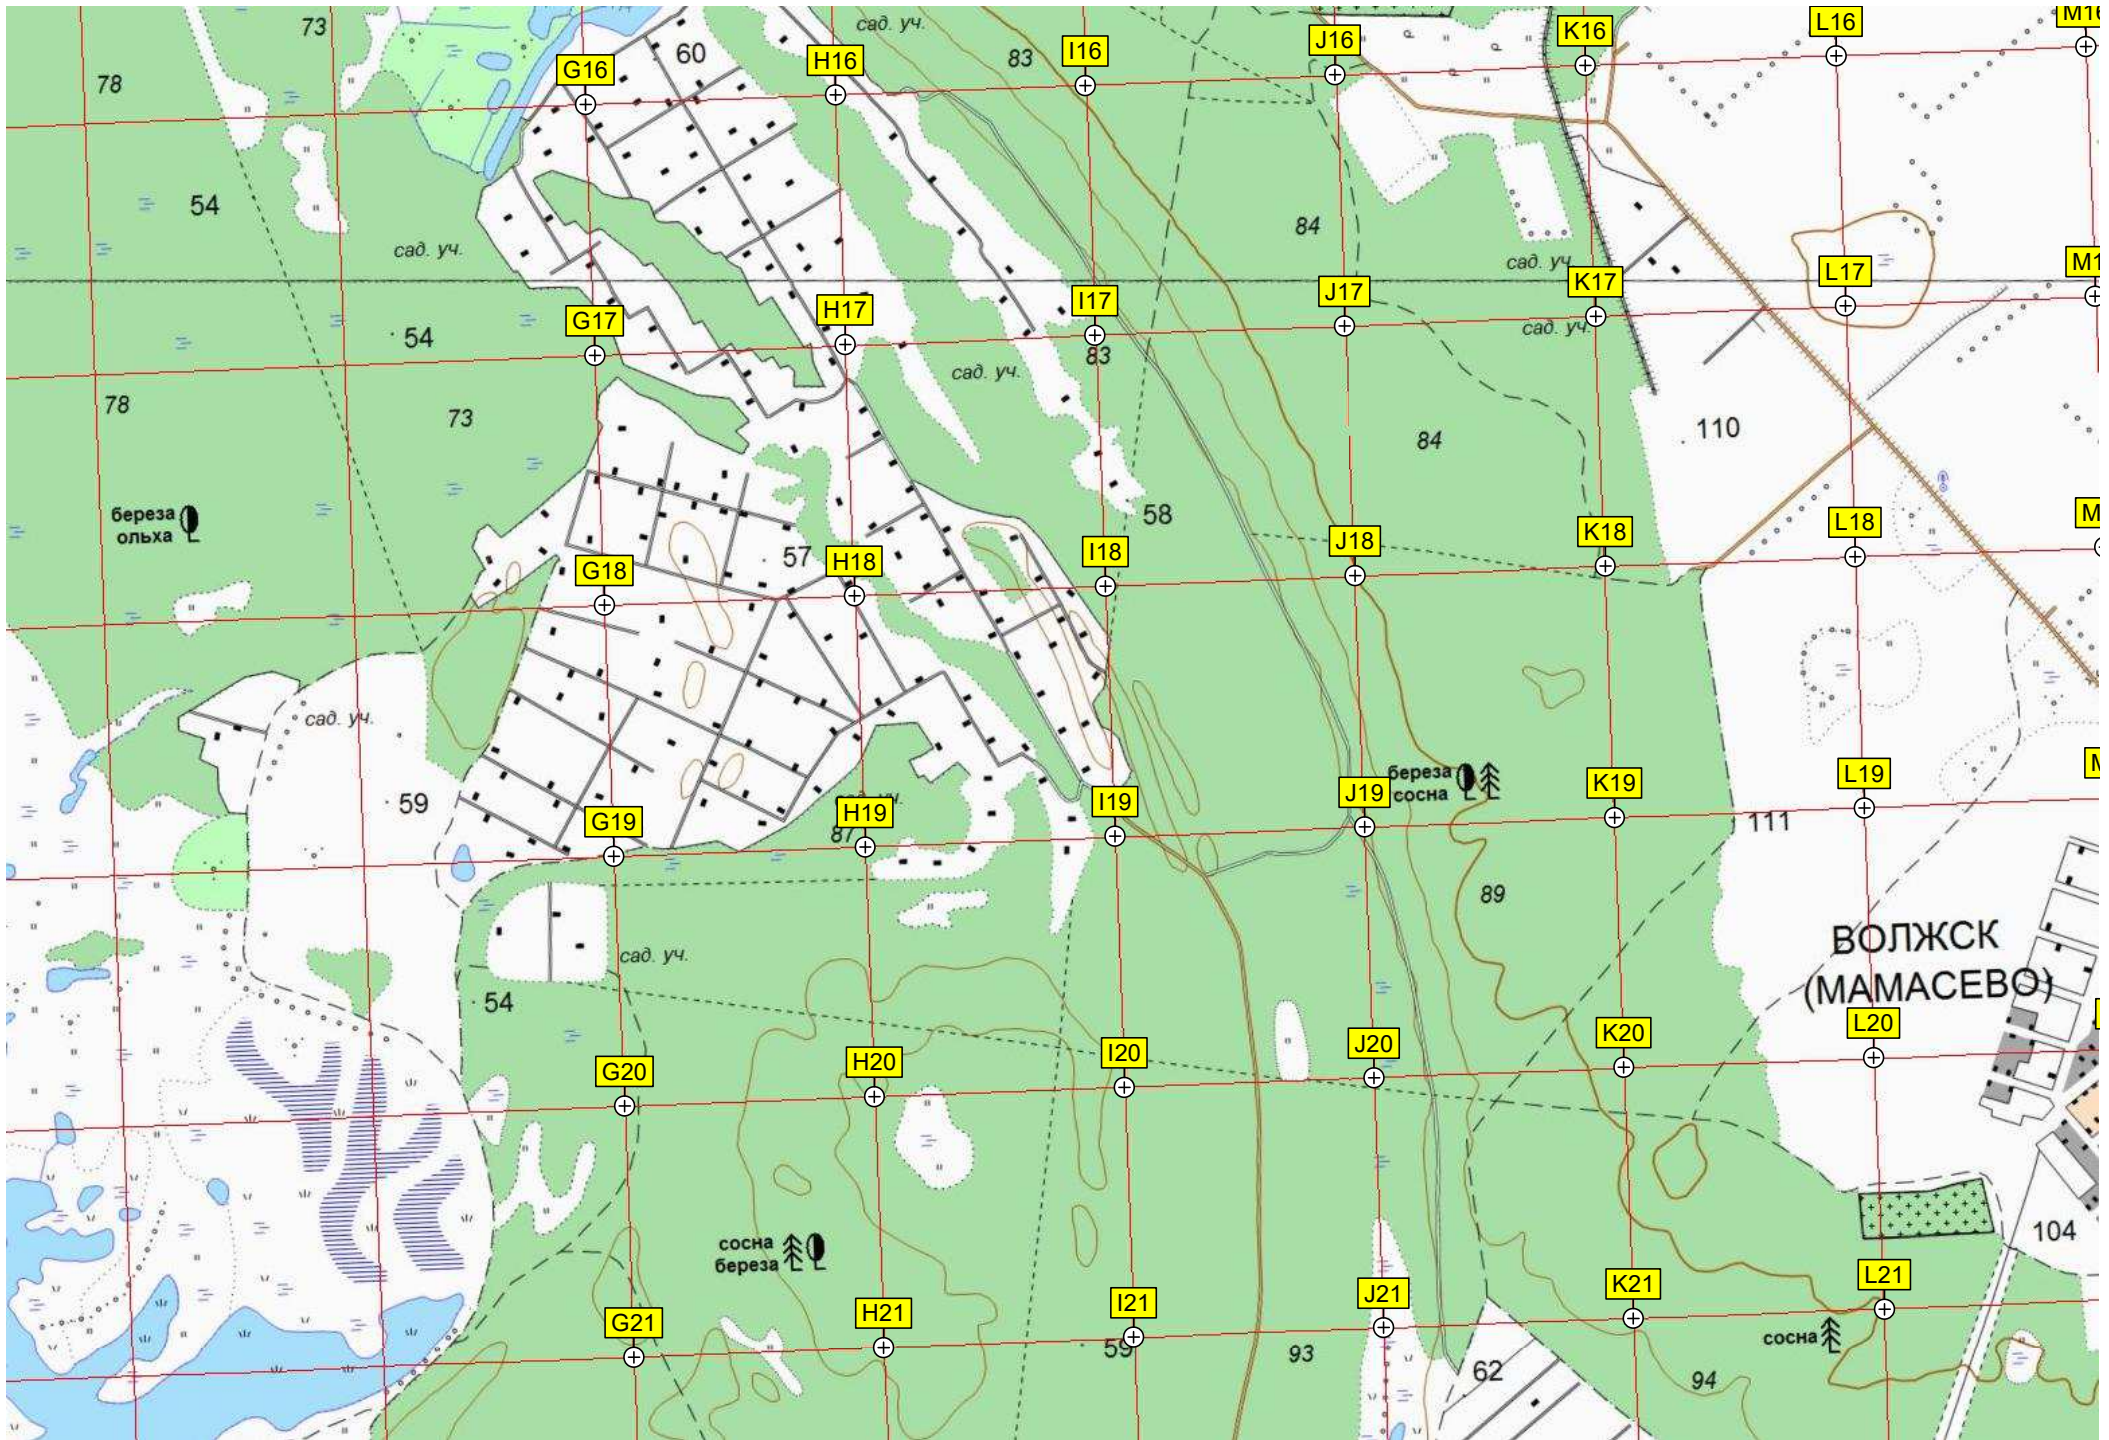 73
сад. уч.
60
83
I16
J16
K16
L16
M16
78
G16
H16
54
сад. уч.
84
сад. уч.
I17
J17
K17
L17
M1
54
G17
H17
83
сад. уч.
78
73
сад. уч.
84
110
береза
ольха
58
57
G18
H18
I18
J18
K18
L18
M
сад. уч.
59
G19
H19
87
I19
береза
сосна
J19
K19
L19
M
111
89
ВОЛЖСК
(МАМАСЕВО)
сад. уч.
54
G20
H20
I20
J20
K20
L20
сосна
береза
104
G21
H21
I21
J21
K21
L21
59
93
62
94
сосна